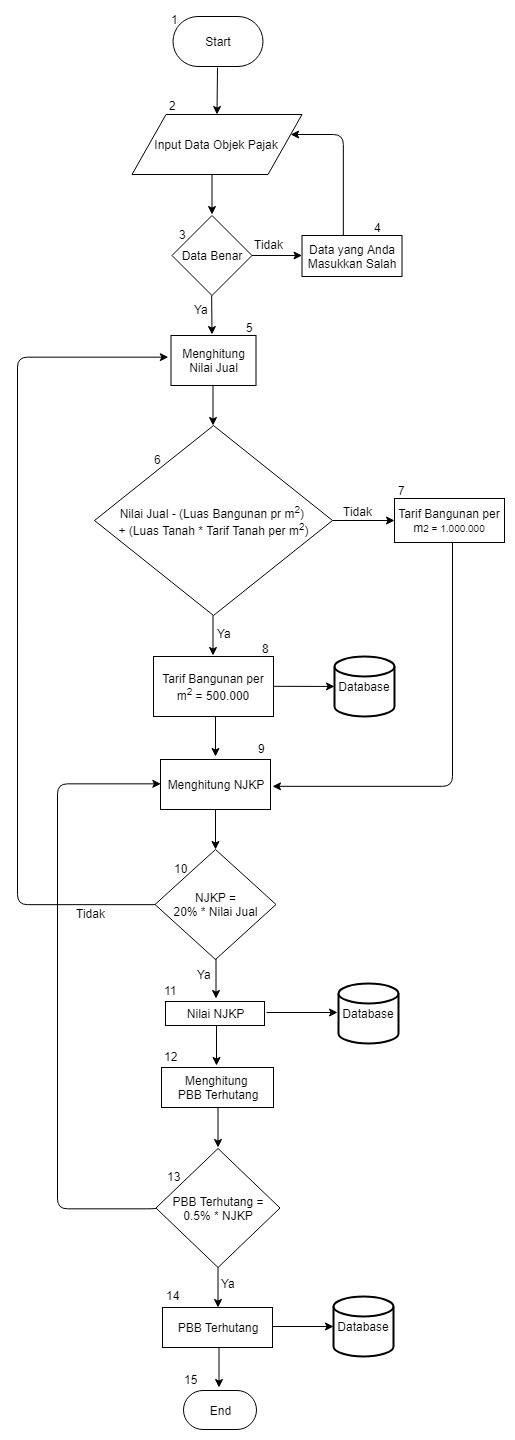 1
Start
2
Input Data Objek Pajak
3
Data Benar
Tidak
4
Data yang Anda
Masukkan Salah
Ya
5
Menghitung
Nilai Jual
6
Nilai Jual - (Luas Bangunan pr m²)
+ (Luas Tanah * Tarif Tanah per m²)
Tidak
7
Tarif Bangunan per
m2 = 1.000.000
Ya
8
Tarif Bangunan per
m² = 500.000
Database
9
Menghitung NJKP
10
NJKP =
20% * Nilai Jual
Tidak
Ya
11
Nilai NJKP
Database
12
Menghitung
PBB Terhutang
13
PBB Terhutang =
0.5% * NJKP
Ya
14
PBB Terhutang
Database
15
End